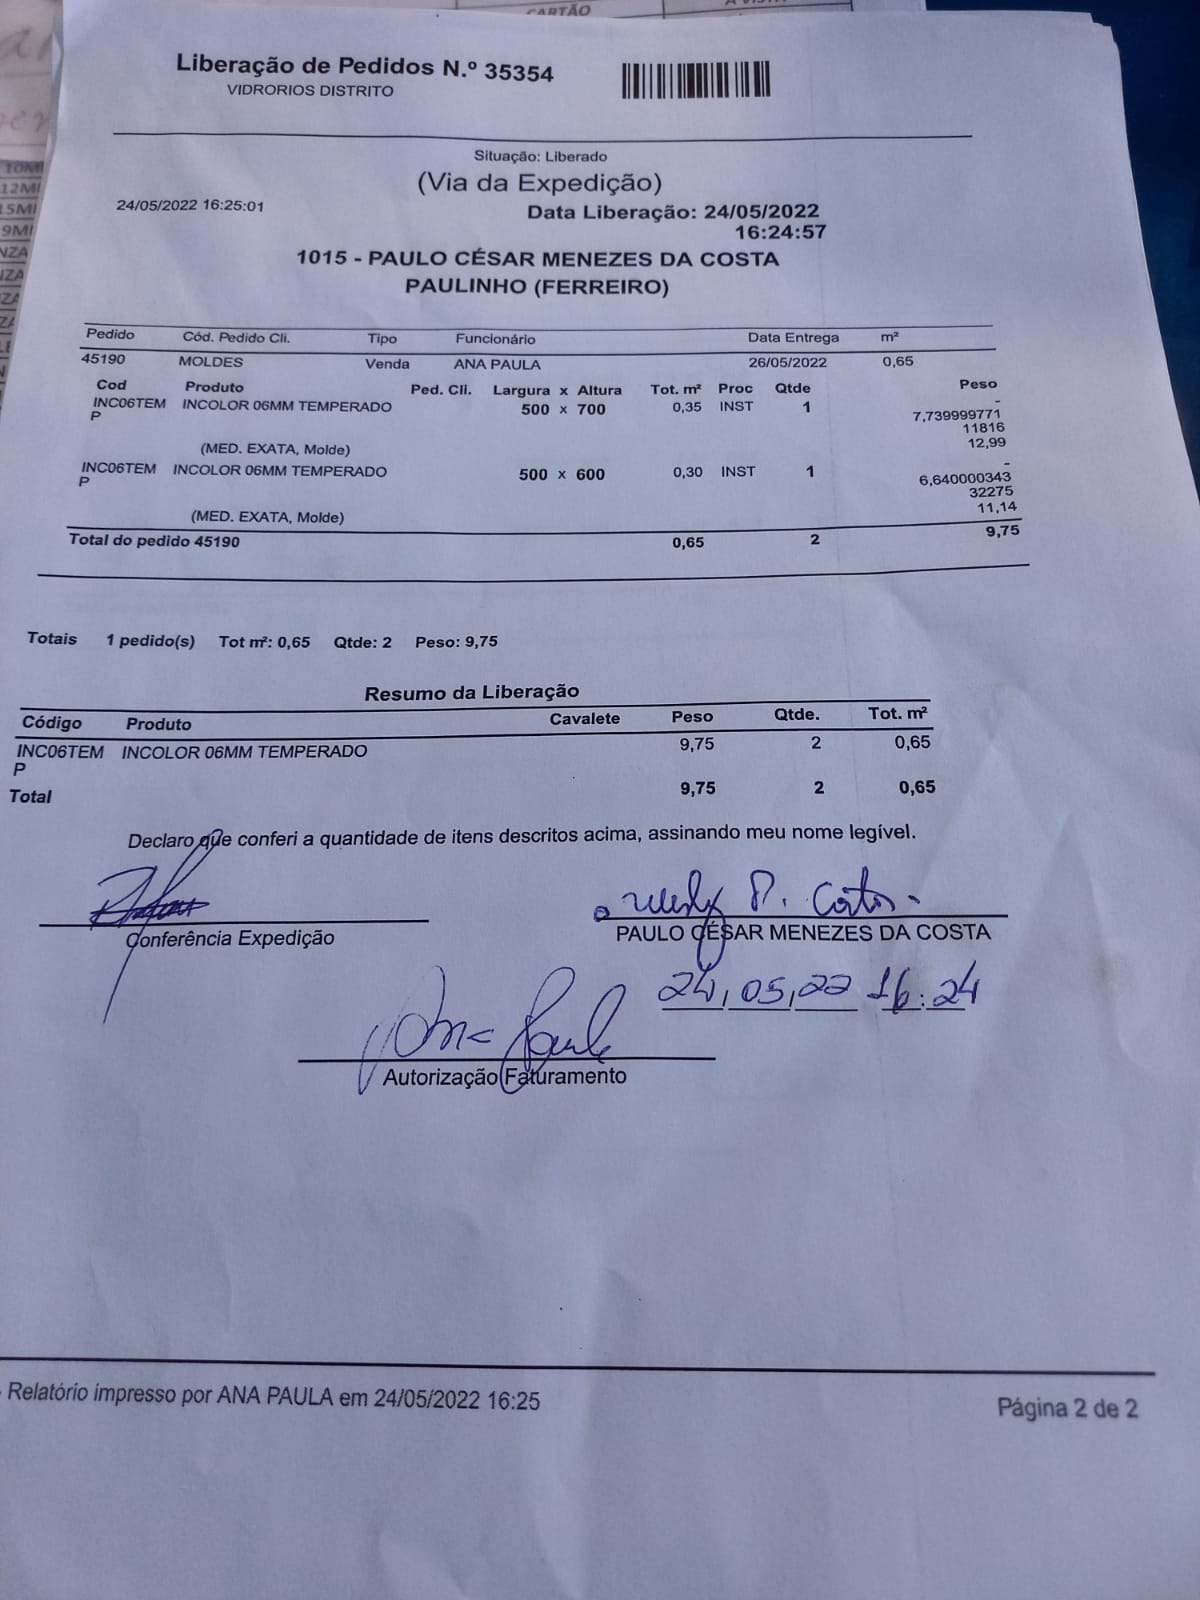 CARTÃO
Liberação de Pedidos N.º 35354
VIDRORIOS DISTRITO
Situação: Liberado
(Via da Expedição)
24/05/2022 16:25:01
Data Liberação: 24/05/2022
16:24:57
1015 - PAULO CÉSAR MENEZES DA COSTA
PAULINHO (FERREIRO)
Pedido Cód. Pedido Cli. Tipo Funcionário Data Entrega m²
45190 MOLDES Venda ANA PAULA 26/05/2022 0,65
Cod Produto Ped. Cli. Largura x Altura Tot. m² Proc Qtde Peso
INC06TEM INCOLOR 06MM TEMPERADO 500 x 700 0,35 INST 1 -
P 7,739999771
11816
(MED. EXATA, Molde) 12,99
INC06TEM INCOLOR 06MM TEMPERADO 500 x 600 0,30 INST 1 -
P 6,640000343
32275
(MED. EXATA, Molde) 11,14
Total do pedido 45190 0,65 2 9,75
Totais 1 pedido(s) Tot m²: 0,65 Qtde: 2 Peso: 9,75
Resumo da Liberação
Código Produto Cavalete Peso Qtde. Tot. m²
INC06TEM INCOLOR 06MM TEMPERADO 9,75 2 0,65
P
Total 9,75 2 0,65
Declaro que conferi a quantidade de itens descritos acima, assinando meu nome legível.
Conferência Expedição
PAULO CÉSAR MENEZES DA COSTA
24,05,22 16:24
Ana Paula
Autorização Faturamento
Relatório impresso por ANA PAULA em 24/05/2022 16:25
Página 2 de 2